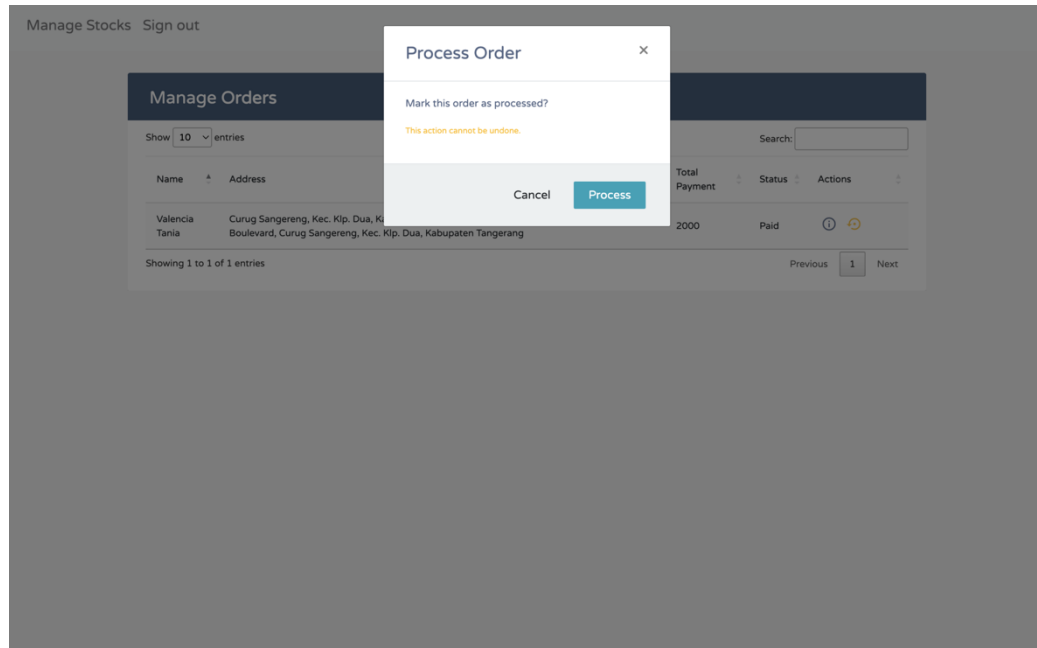 Manage Stocks Sign out
Process Order ×
Mark this order as processed?
This action cannot be undone.
Cancel Process
Manage Orders
Show 10 entries Search:
Name Address Total Payment Status Actions
Valencia Tania Curug Sangereng, Kec. Klp. Dua, 2000 Paid
Boulevard, Curug Sangereng, Kec. Klp. Dua, Kabupaten Tangerang
Showing 1 to 1 of 1 entries Previous 1 Next